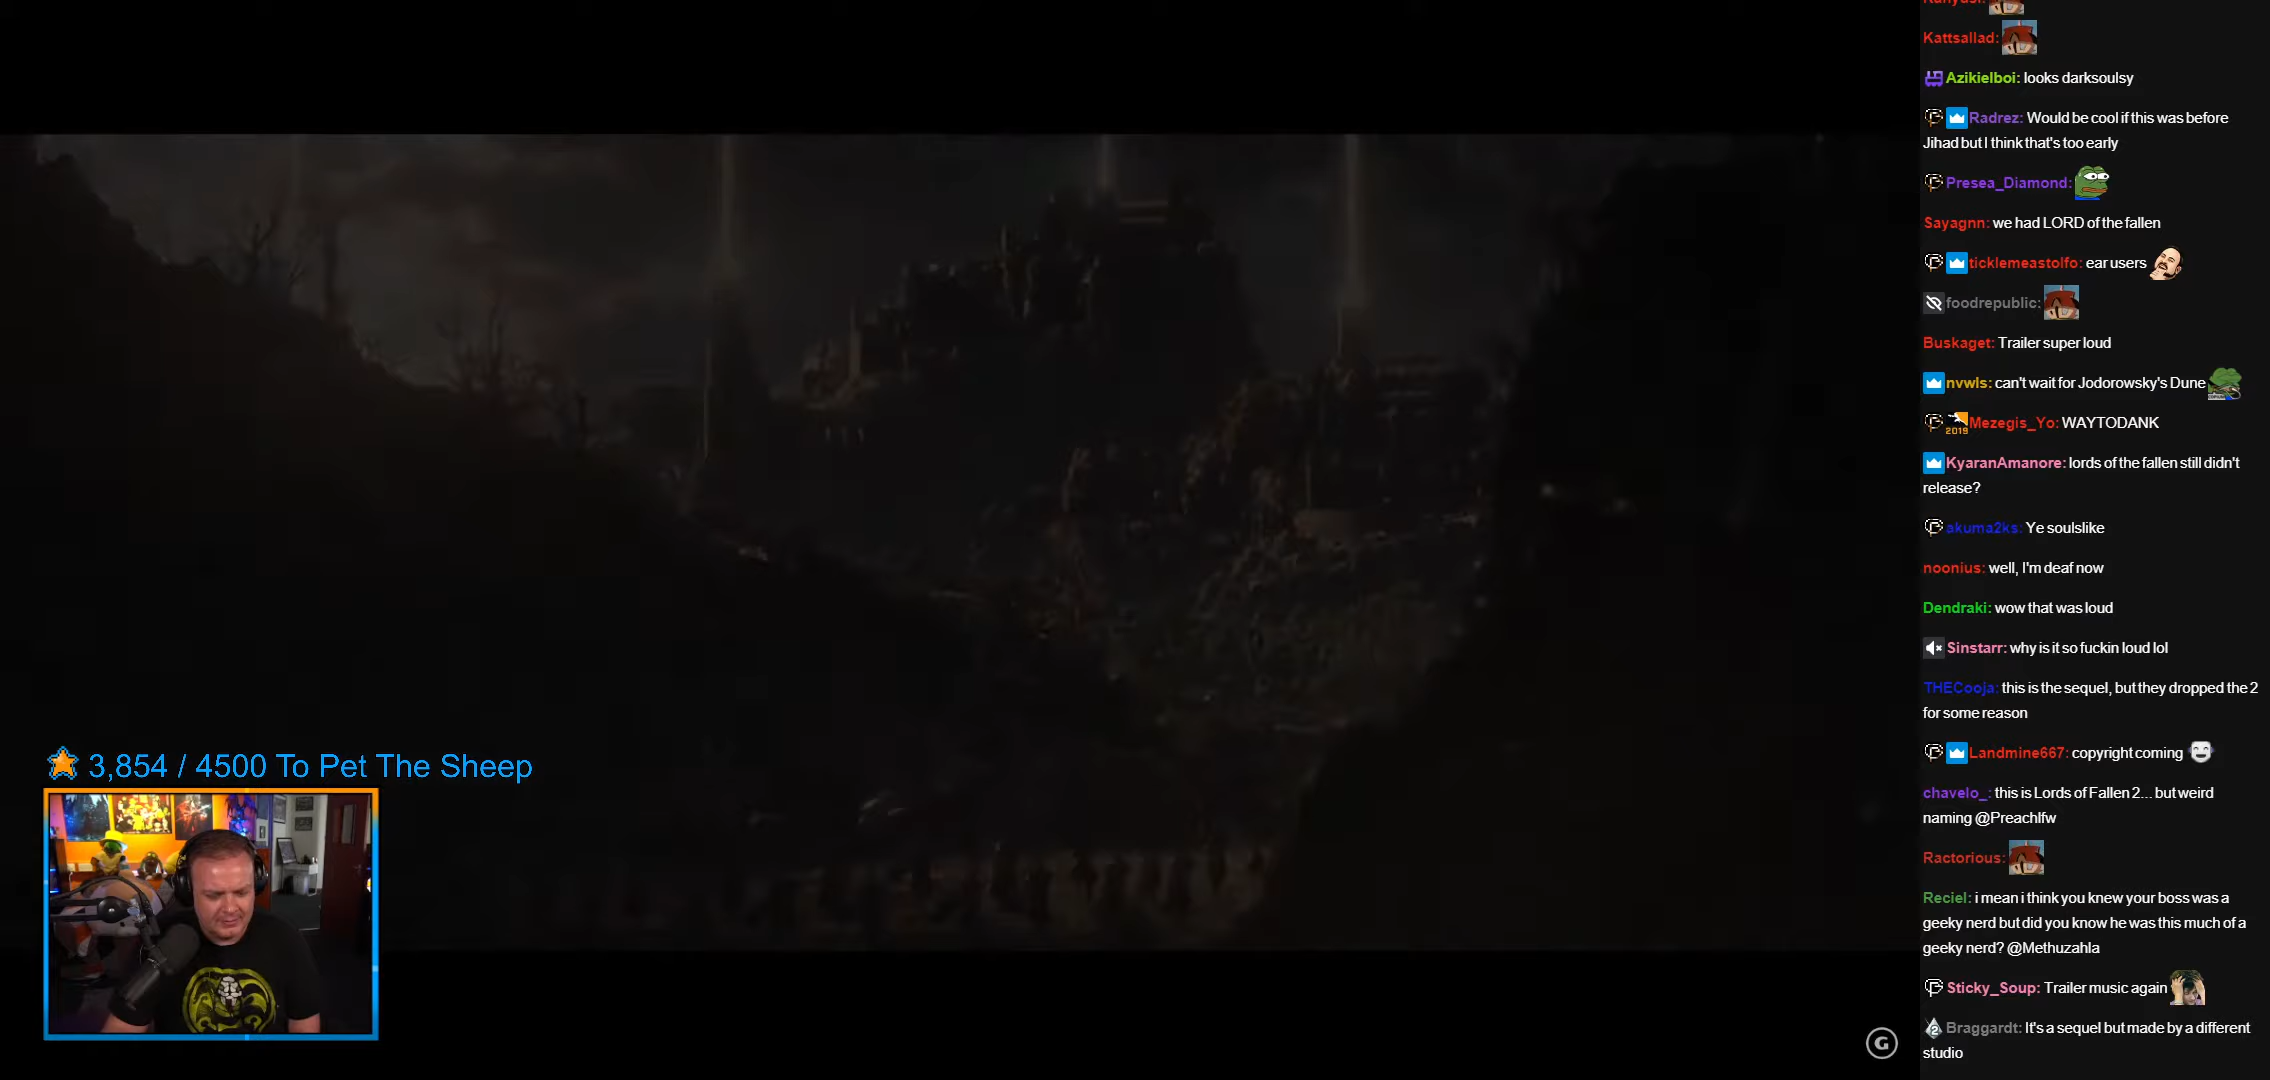 Kattsallad:
Azikielboi: looks darksoulsy
Radrez: Would be cool if this was before
Jihad but I think that's too early
Presea_Diamond:
Sayagnn: we had LORD of the fallen
ticklemeastolfo: ear users
foodrepublic:
Buskaget: Trailer super loud
nvwls: can't wait for Jodorowsky's Dune
2019 Mezegis_Yo: WAYTODANK
KyaranAmanore: lords of the fallen still didn't
release?
akuma2ks: Ye soulslike
noonius: well, I'm deaf now
Dendraki: wow that was loud
Sinstarr: why is it so fuckin loud lol
THECooja: this is the sequel, but they dropped the 2
for some reason
Landmine667: copyright coming
chavelo_: this is Lords of Fallen 2... but weird
naming @Preachlfw
Ractorious:
Reciel: i mean i think you knew your boss was a
geeky nerd but did you know he was this much of a
geeky nerd? @Methuzahla
Sticky_Soup: Trailer music again
2 Braggardt: It's a sequel but made by a different
studio
3,854 / 4500 To Pet The Sheep
G